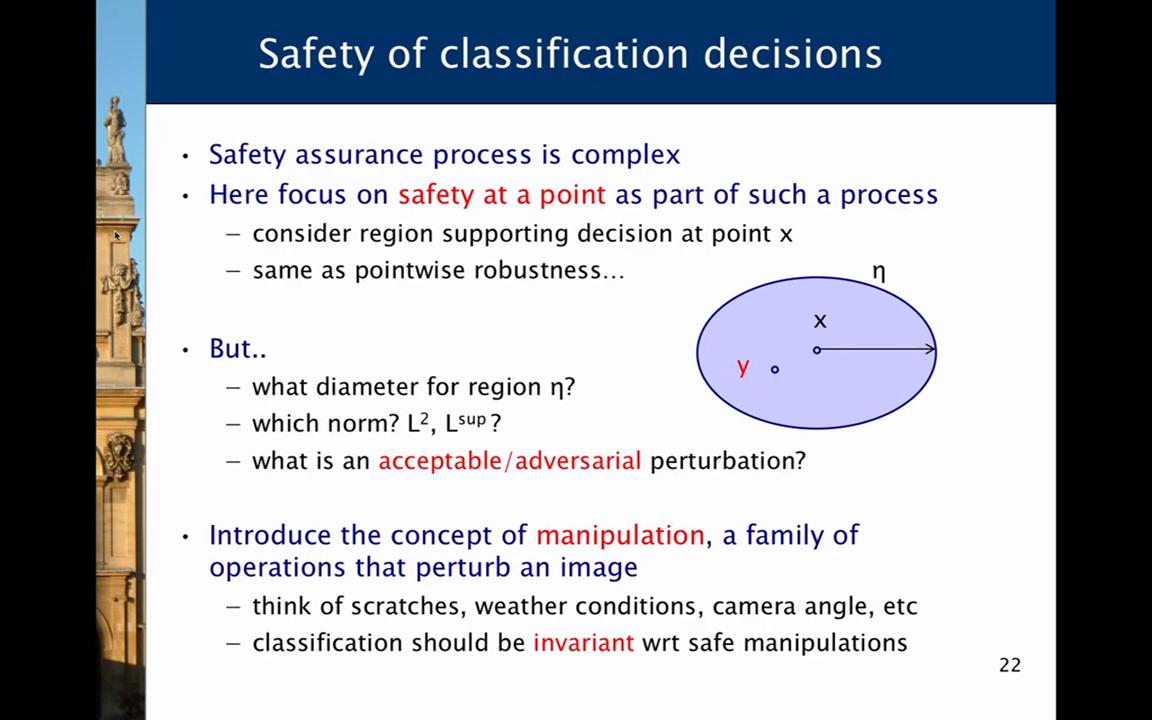 Safety of classification decisions
• Safety assurance process is complex
• Here focus on safety at a point as part of such a process
– consider region supporting decision at point x
– same as pointwise robustness…
η
x
y
• But..
– what diameter for region η?
– which norm? L², Lˢᵘᵖ ?
– what is an acceptable/adversarial perturbation?
• Introduce the concept of manipulation, a family of
operations that perturb an image
– think of scratches, weather conditions, camera angle, etc
– classification should be invariant wrt safe manipulations
22